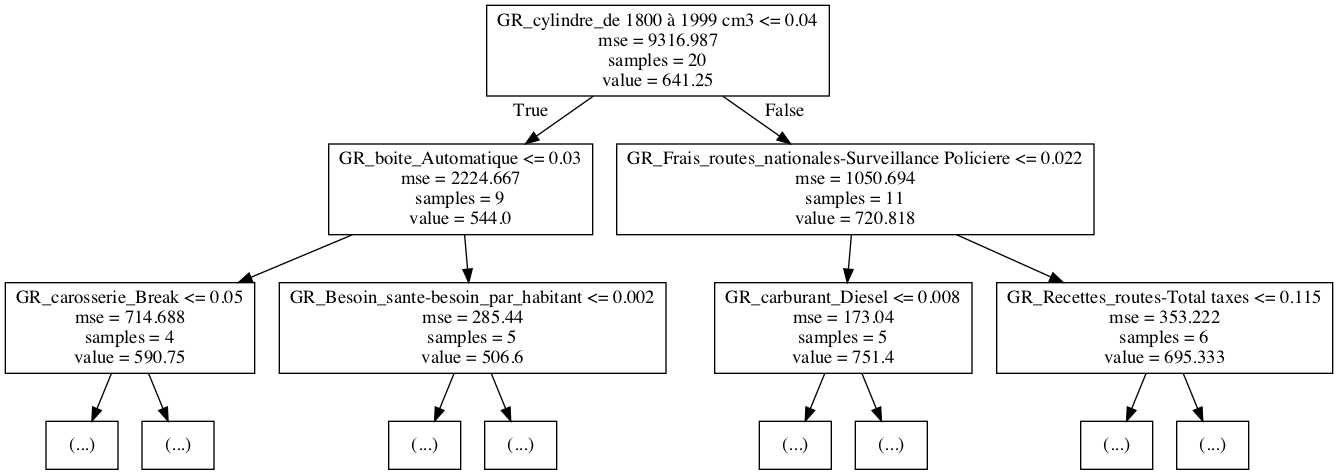 GR_cylindre_de 1800 à 1999 cm3 <= 0.04
mse = 9316.987
samples = 20
value = 641.25
True
False
GR_boite_Automatique <= 0.03
mse = 2224.667
samples = 9
value = 544.0
GR_Frais_routes_nationales-Surveillance Policiere <= 0.022
mse = 1050.694
samples = 11
value = 720.818
GR_carosserie_Break <= 0.05
mse = 714.688
samples = 4
value = 590.75
GR_Besoin_sante-besoin_par_habitant <= 0.002
mse = 285.44
samples = 5
value = 506.6
GR_carburant_Diesel <= 0.008
mse = 173.04
samples = 5
value = 751.4
GR_Recettes_routes-Total taxes <= 0.115
mse = 353.222
samples = 6
value = 695.333
(...)
(...)
(...)
(...)
(...)
(...)
(...)
(...)